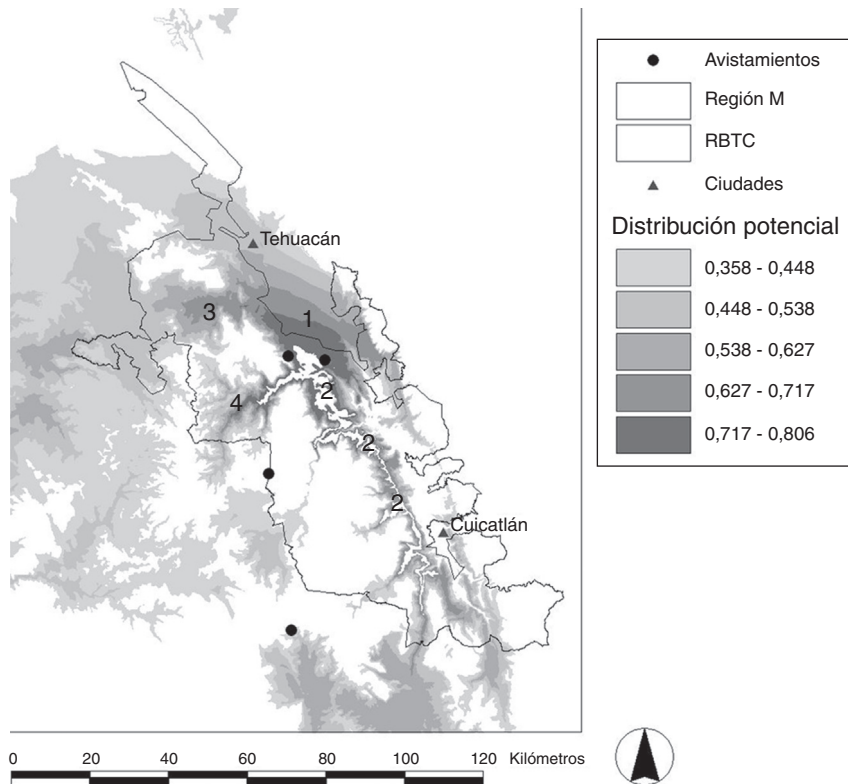 Tehuacán
3
1
4
2
2
2
Cuicatlán
0 20 40 60 80 100 120 Kilómetros
Avistamientos
Región M
RBTC
Ciudades
Distribución potencial
0,358 - 0,448
0,448 - 0,538
0,538 - 0,627
0,627 - 0,717
0,717 - 0,806